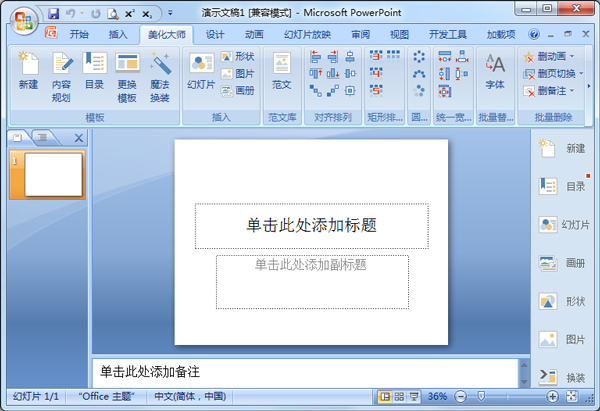 演示文稿1 [兼容模式] - Microsoft PowerPoint
开始 插入 美化大师 设计 动画 幻灯片放映 审阅 视图 开发工具 加载项
新建 内容规划 目录 更换模板 魔法换装 幻灯片 形状 图片 画册 范文 字体 删动画 删页切换 删备注
模板 插入 范文库 对齐排列 矩形排... 圆... 统一宽... 批量替... 批量删除
1
单击此处添加标题
单击此处添加副标题
新建
目录
幻灯片
画册
形状
图片
换装
单击此处添加备注
幻灯片 1/1 "Office 主题" 中文(简体，中国) 36%